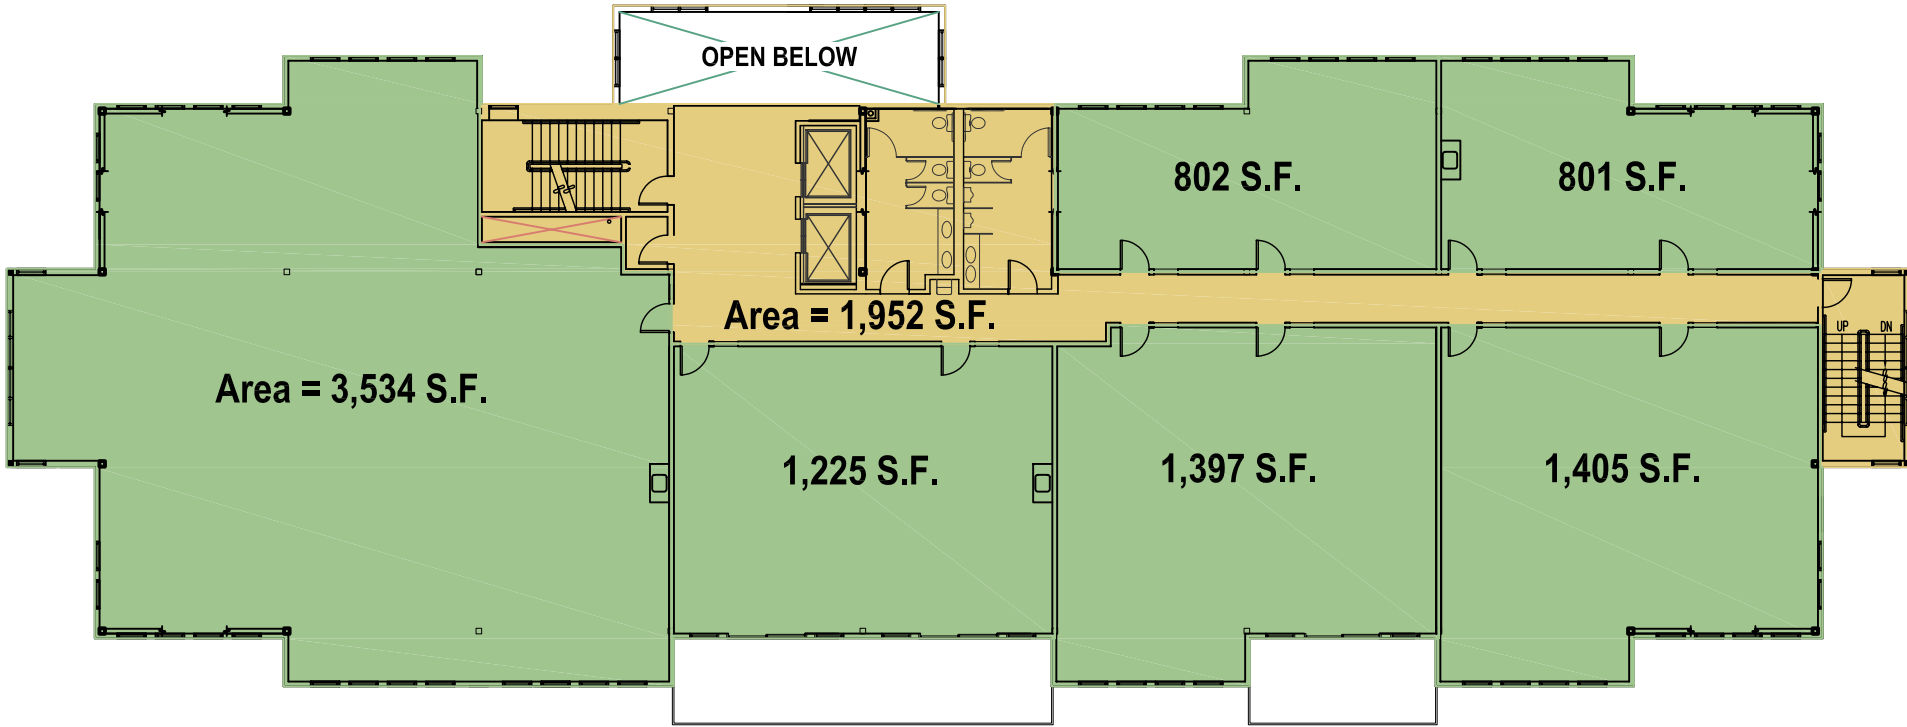 OPEN BELOW
802 S.F.
801 S.F.
Area = 1,952 S.F.
UP DN
Area = 3,534 S.F.
1,225 S.F.
1,397 S.F.
1,405 S.F.